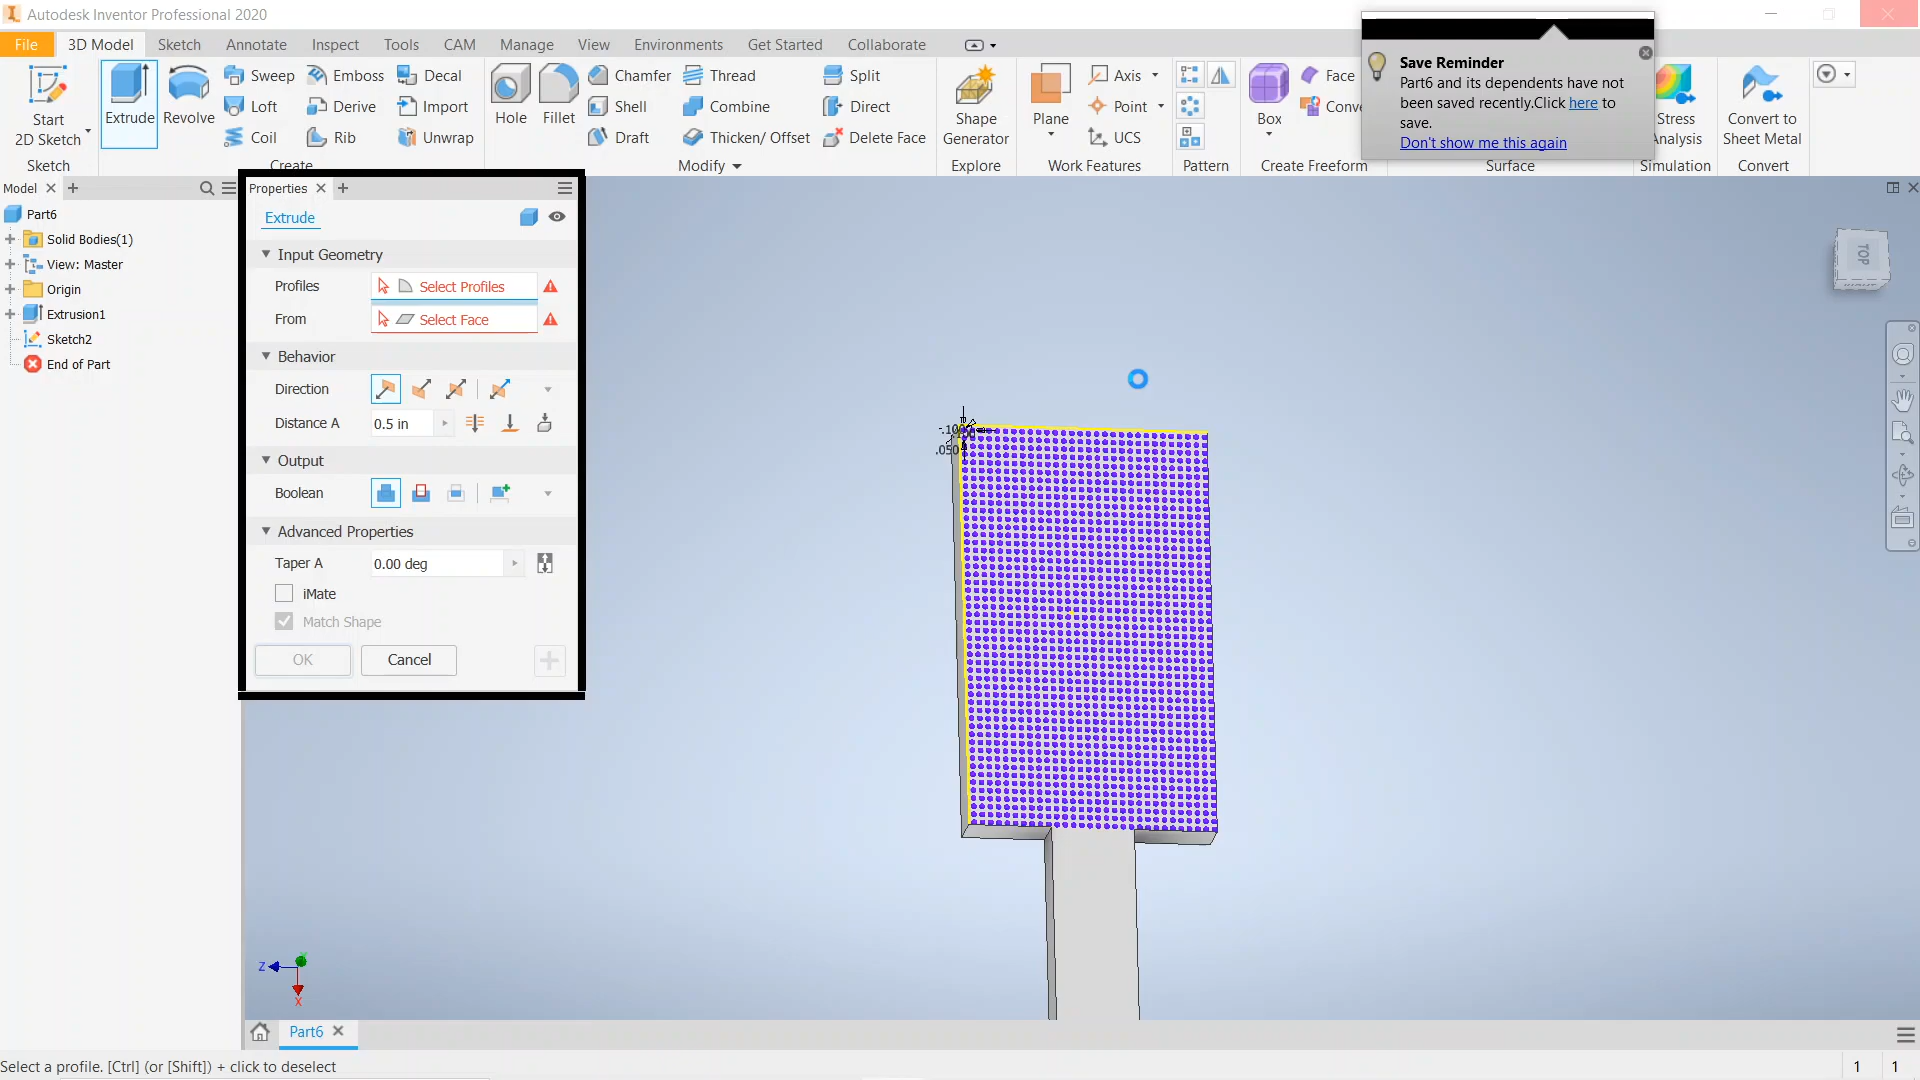 Autodesk Inventor Professional 2020
File 3D Model Sketch Annotate Inspect Tools CAM Manage View Environments Get Started Collaborate
Start 2D Sketch
Sketch
Extrude
Revolve
Sweep
Loft
Coil
Emboss
Derive
Rib
Decal
Import
Unwrap
Create
Hole
Fillet
Chamfer
Shell
Draft
Thread
Combine
Thicken/ Offset
Split
Direct
Delete Face
Modify
Shape
Generator
Explore
Plane
Axis
Point
UCS
Work Features
Pattern
Box
Face
Conve
Create Freeform
Surface
Stress
Analysis
Simulation
Convert to
Sheet Metal
Convert
Save Reminder
Part6 and its dependents have not
been saved recently.Click here to
save.
Don't show me this again
Model
Part6
Solid Bodies(1)
View: Master
Origin
Extrusion1
Sketch2
End of Part
Properties
Extrude
Input Geometry
Profiles Select Profiles
From Select Face
Behavior
Direction
Distance A 0.5 in
Output
Boolean
Advanced Properties
Taper A 0.00 deg
iMate
Match Shape
OK Cancel
TOP
.050
Z
X
Part6
Select a profile. [Ctrl] (or [Shift]) + click to deselect
1 1